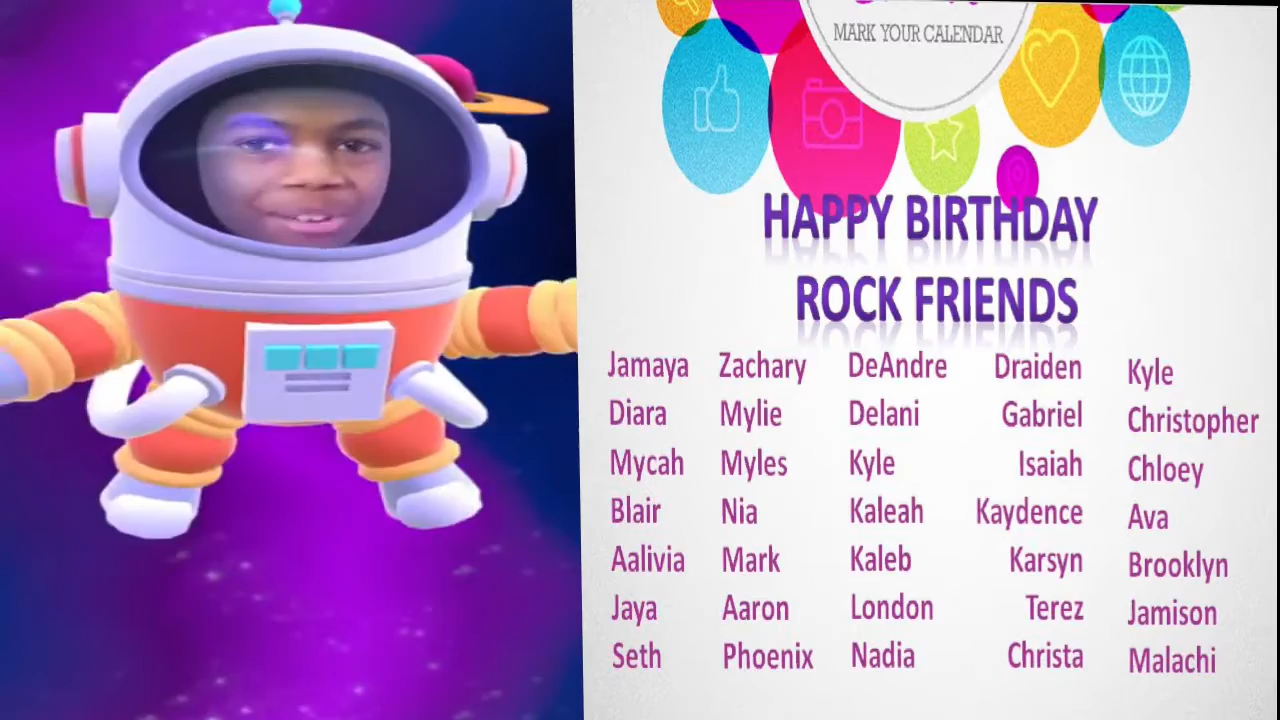 MARK YOUR CALENDAR
HAPPY BIRTHDAY
ROCK FRIENDS
Jamaya Zachary DeAndre Draiden Kyle
Diara Mylie Delani Gabriel Christopher
Mycah Myles Kyle Isaiah Chloey
Blair Nia Kaleah Kaydence Ava
Aalivia Mark Kaleb Karsyn Brooklyn
Jaya Aaron London Terez Jamison
Seth Phoenix Nadia Christa Malachi